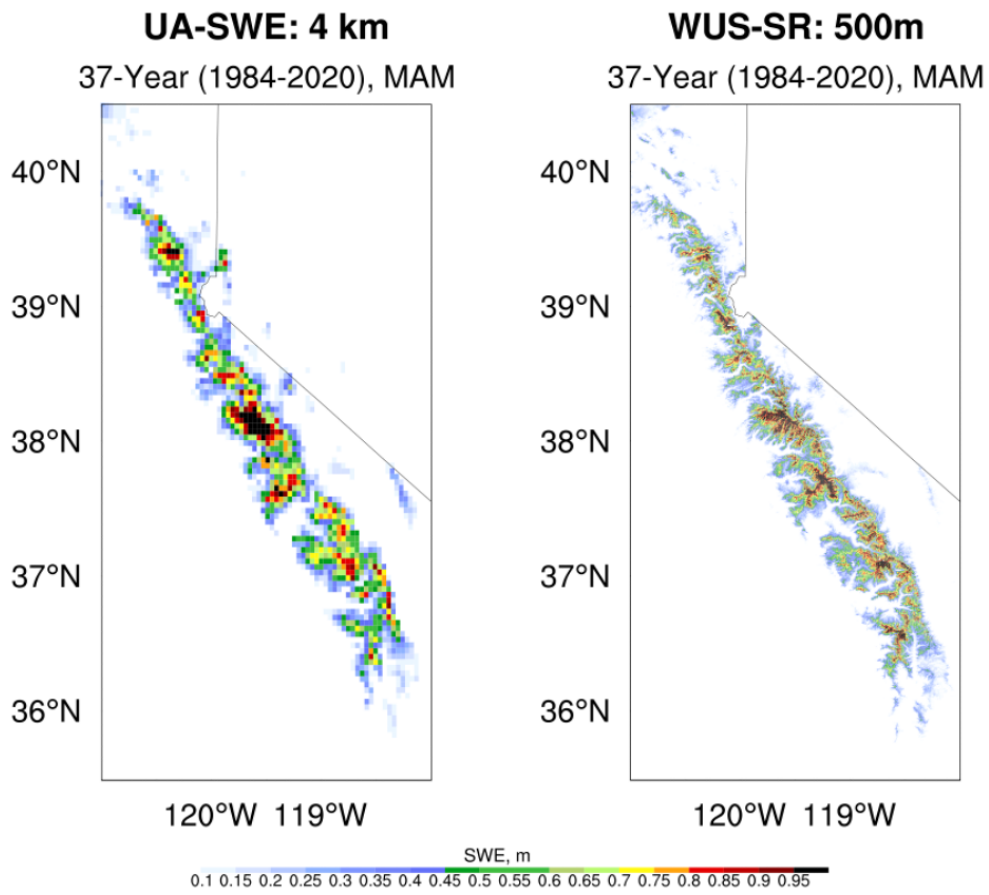 UA-SWE: 4 km
37-Year (1984-2020), MAM
40°N
39°N
38°N
37°N
36°N
120°W 119°W
WUS-SR: 500m
37-Year (1984-2020), MAM
40°N
39°N
38°N
37°N
36°N
120°W 119°W
SWE, m
0.1 0.15 0.2 0.25 0.3 0.35 0.4 0.45 0.5 0.55 0.6 0.65 0.7 0.75 0.8 0.85 0.9 0.95